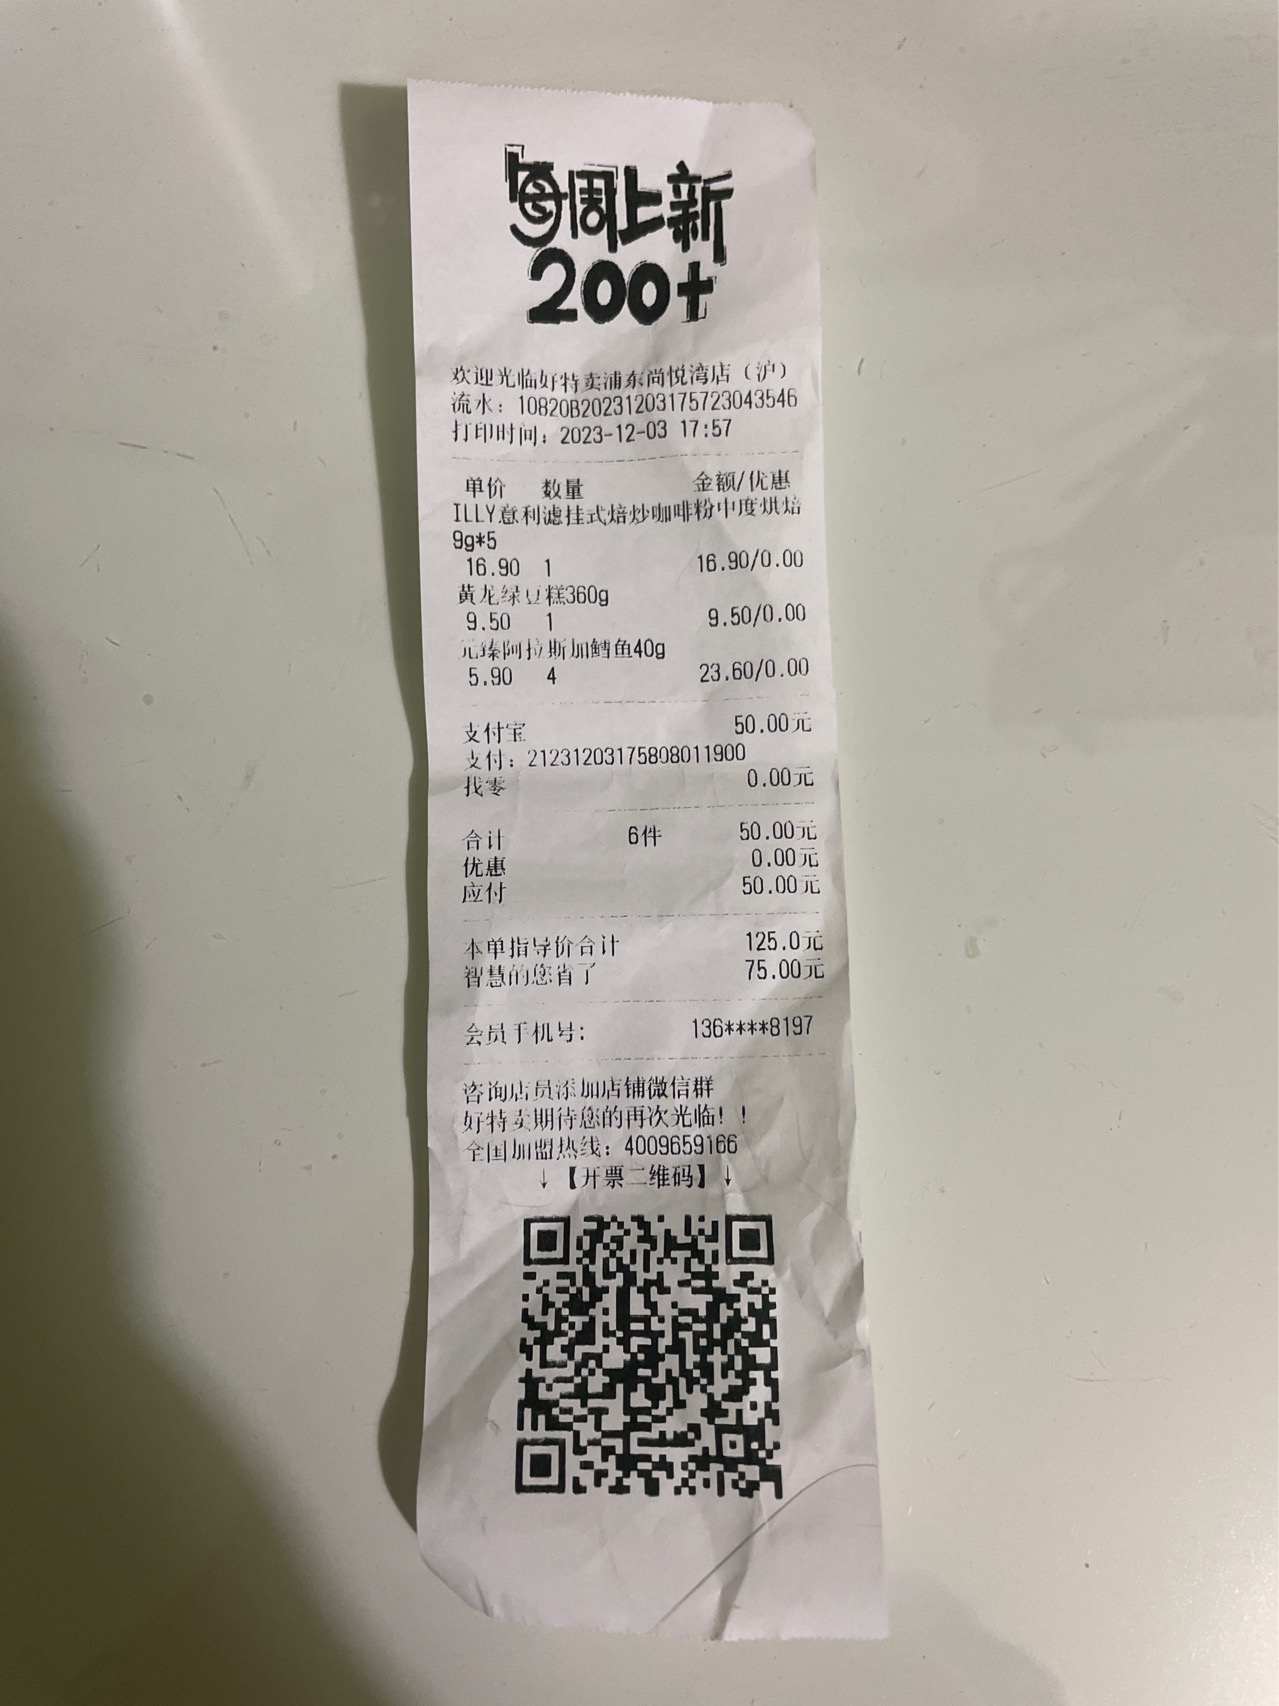 每周上新
200+
欢迎光临好特卖浦东尚悦湾店（沪）
流水：10820B20231203175723043546
打印时间：2023-12-03 17:57
单价 数量 金额/优惠
ILLY意利滤挂式焙炒咖啡粉中度烘焙
9g*5
16.90 1 16.90/0.00
黄龙绿豆糕360g
9.50 1 9.50/0.00
元臻阿拉斯加鳕鱼40g
5.90 4 23.60/0.00
支付宝 50.00元
支付：21231203175808011900
找零 0.00元
合计 6件 50.00元
优惠 0.00元
应付 50.00元
本单指导价合计 125.0元
智慧的您省了 75.00元
会员手机号: 136****8197
咨询店员添加店铺微信群
好特卖期待您的再次光临！！
全国加盟热线：4009659166
↓【开票二维码】↓